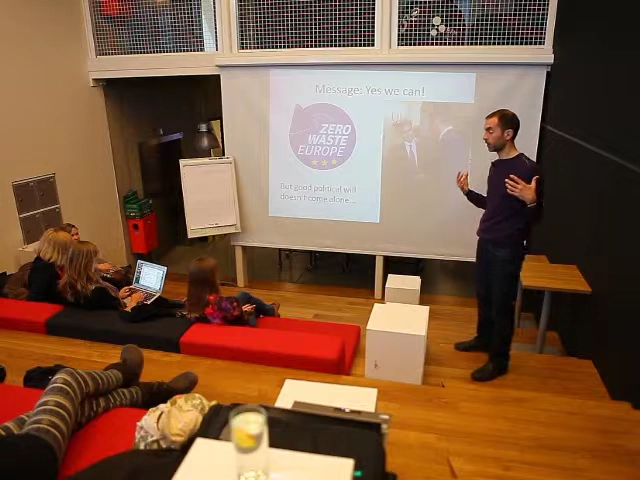 Message: Yes we can!
ZERO
WASTE
EUROPE
But good political will
doesn't come alone...